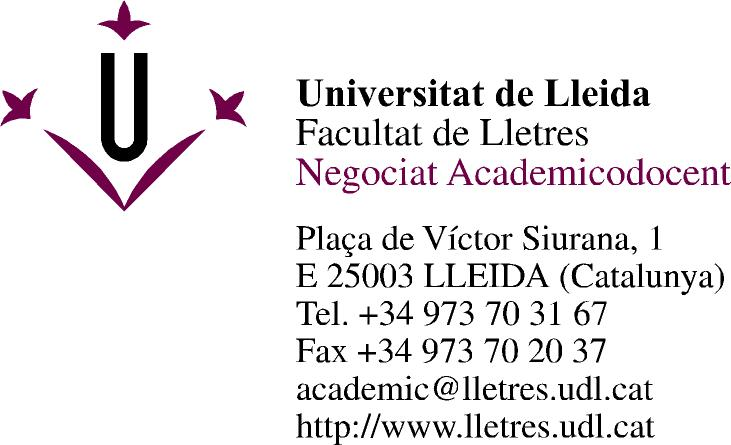 U
Universitat de Lleida
Facultat de Lletres
Negociat Academicodocent
Plaça de Víctor Siurana, 1
E 25003 LLEIDA (Catalunya)
Tel. +34 973 70 31 67
Fax +34 973 70 20 37
academic@lletres.udl.cat
http://www.lletres.udl.cat